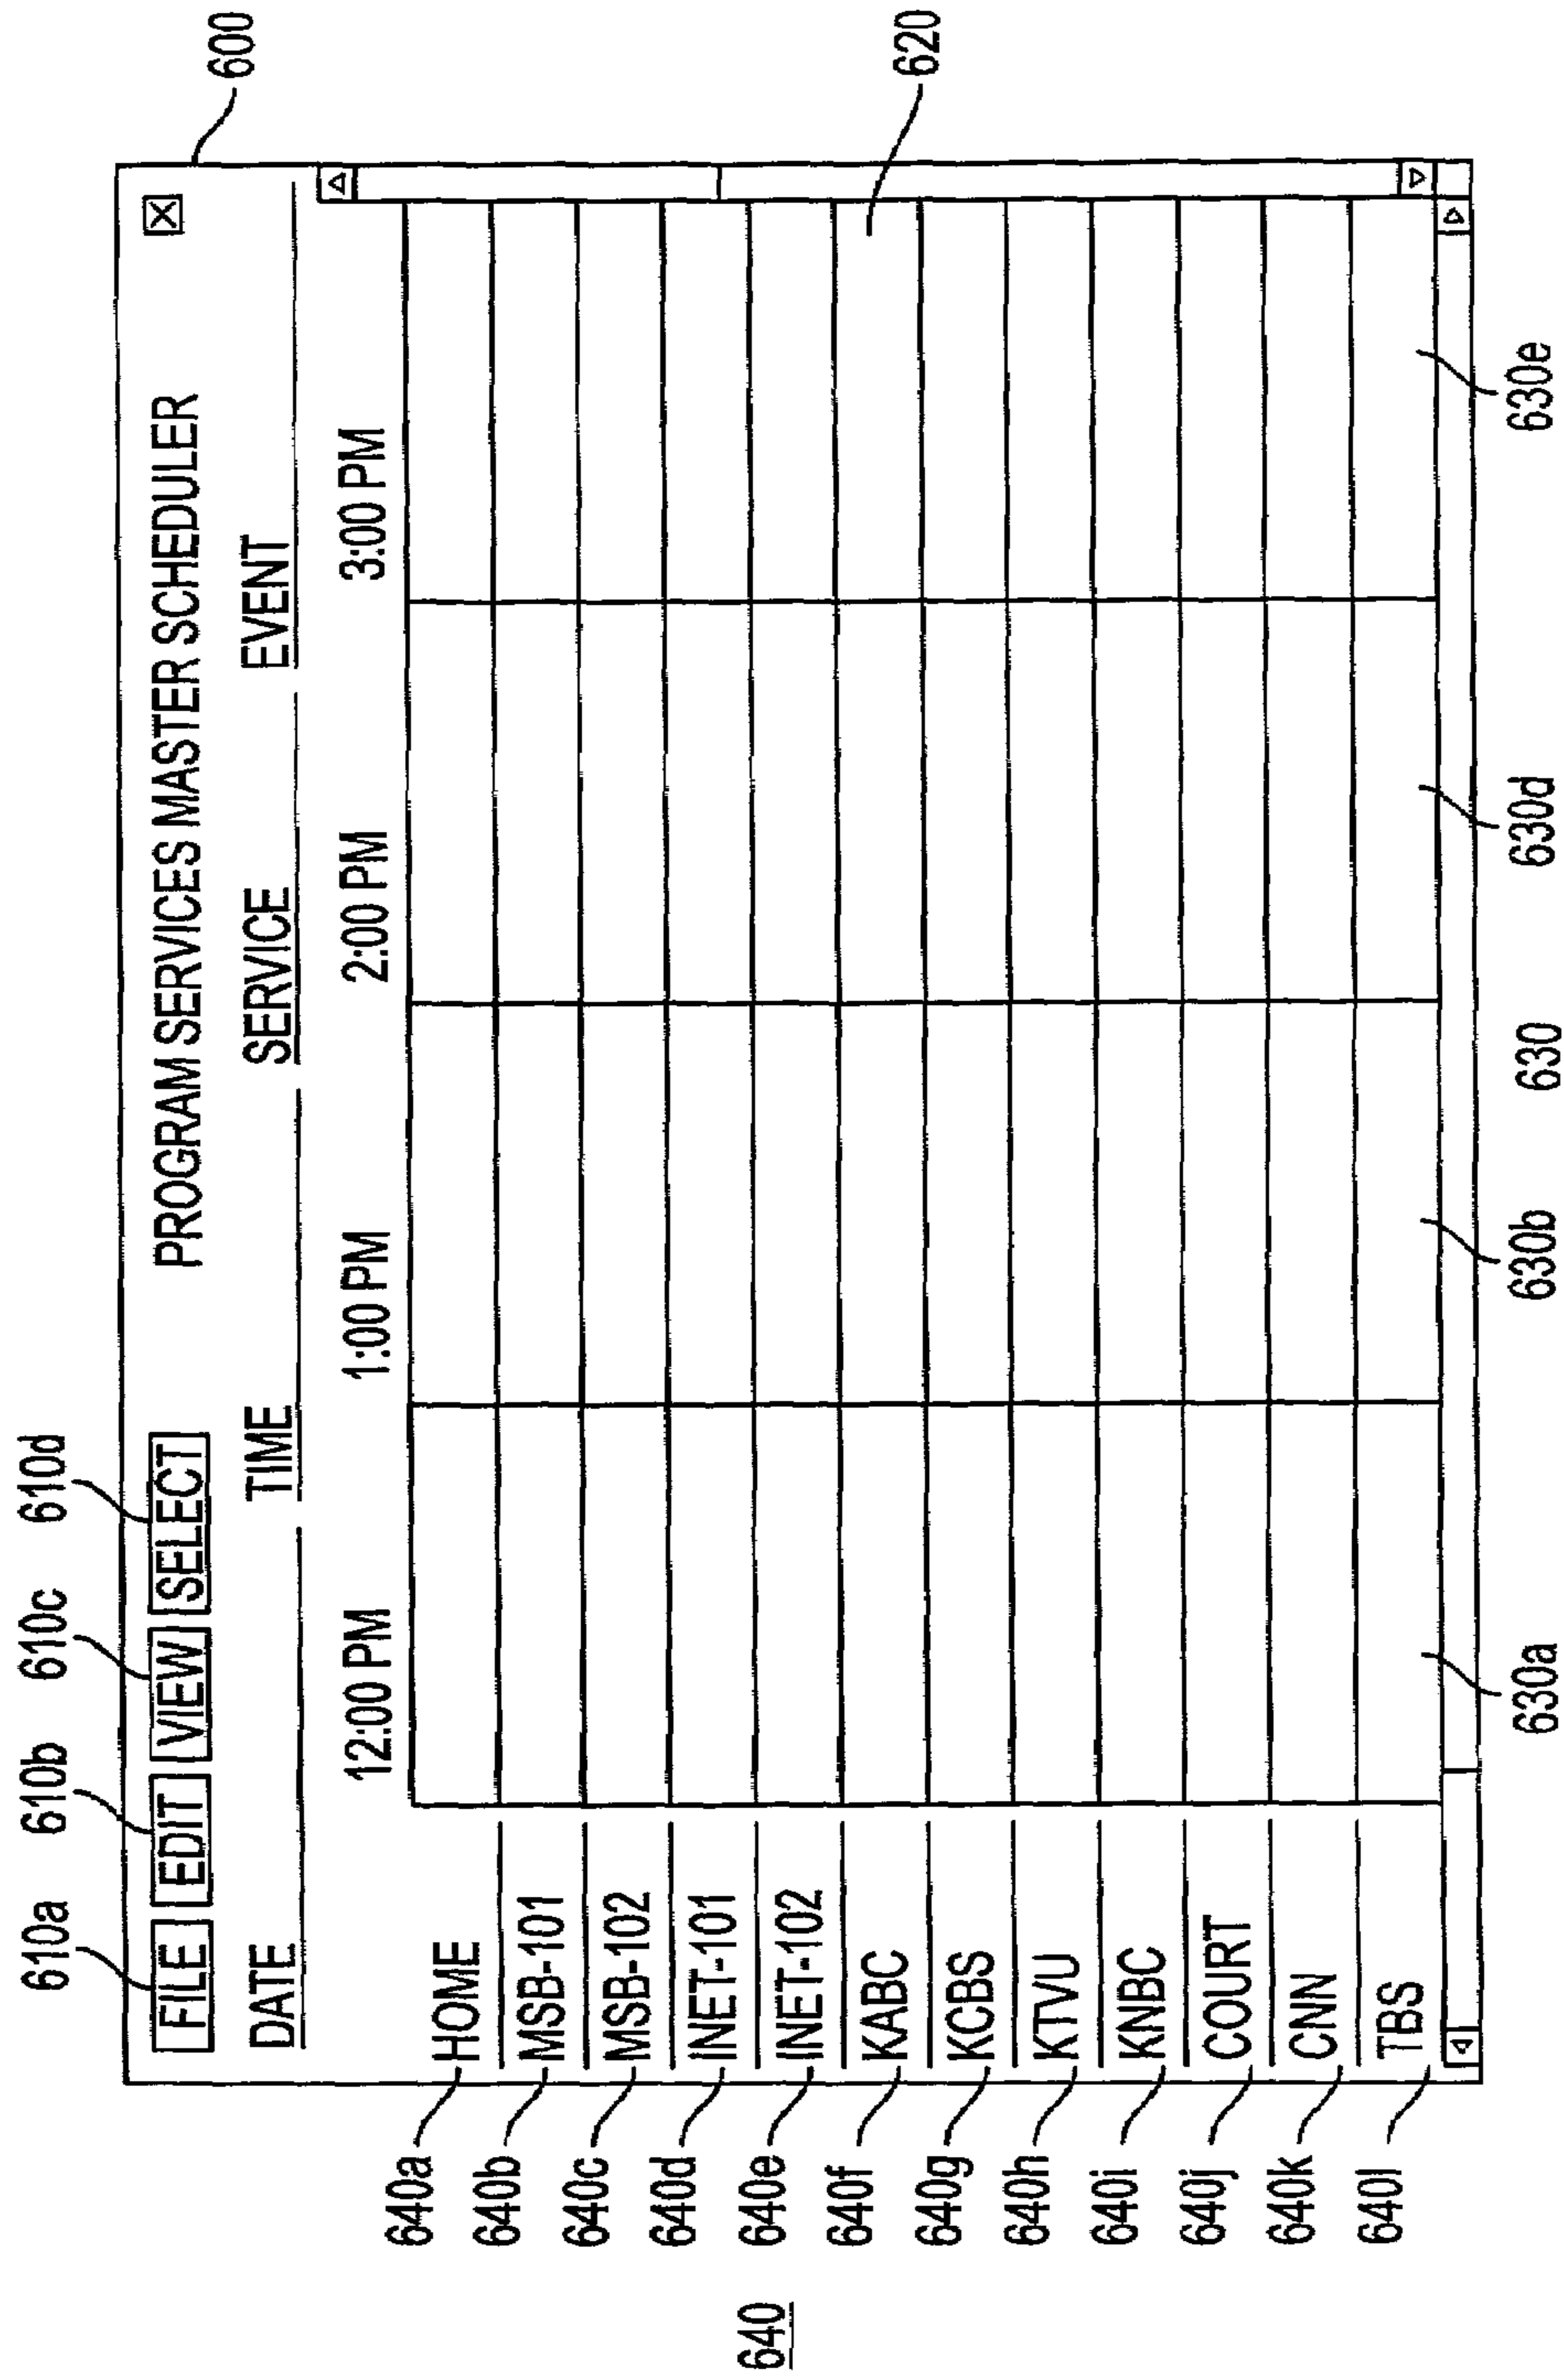 610a 610b 610c 610d
FILE EDIT VIEW SELECT PROGRAM SERVICES MASTER SCHEDULER X
600
DATE TIME SERVICE EVENT
12:00 PM 1:00 PM 2:00 PM 3:00 PM
640a HOME
640b MSB-101
640c MSB-102
640d INET-101
640e INET-102
640
640f KABC
620
640g KCBS
640h KTVU
640i KNBC
640j COURT
640k CNN
640l TBS
630a 630b 630 630d 630e